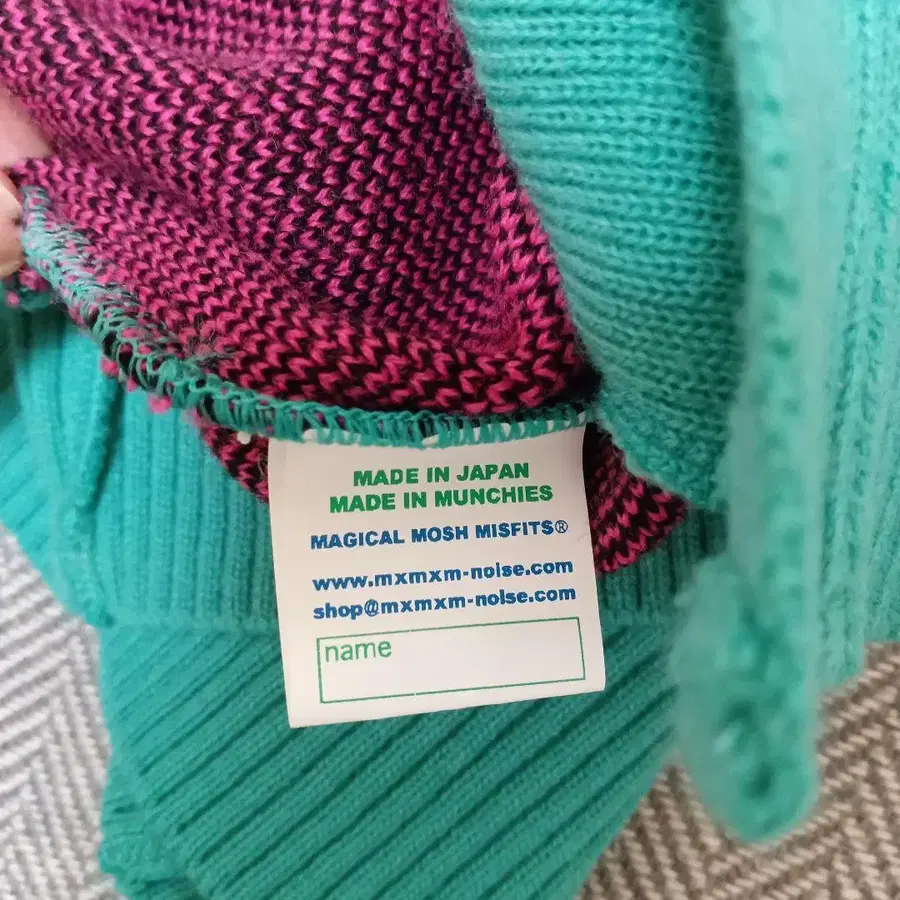 MADE IN JAPAN
MADE IN MUNCHIES
MAGICAL MOSH MISFITS®
www.mxmxm-noise.com
shop@mxmxm-noise.com
name